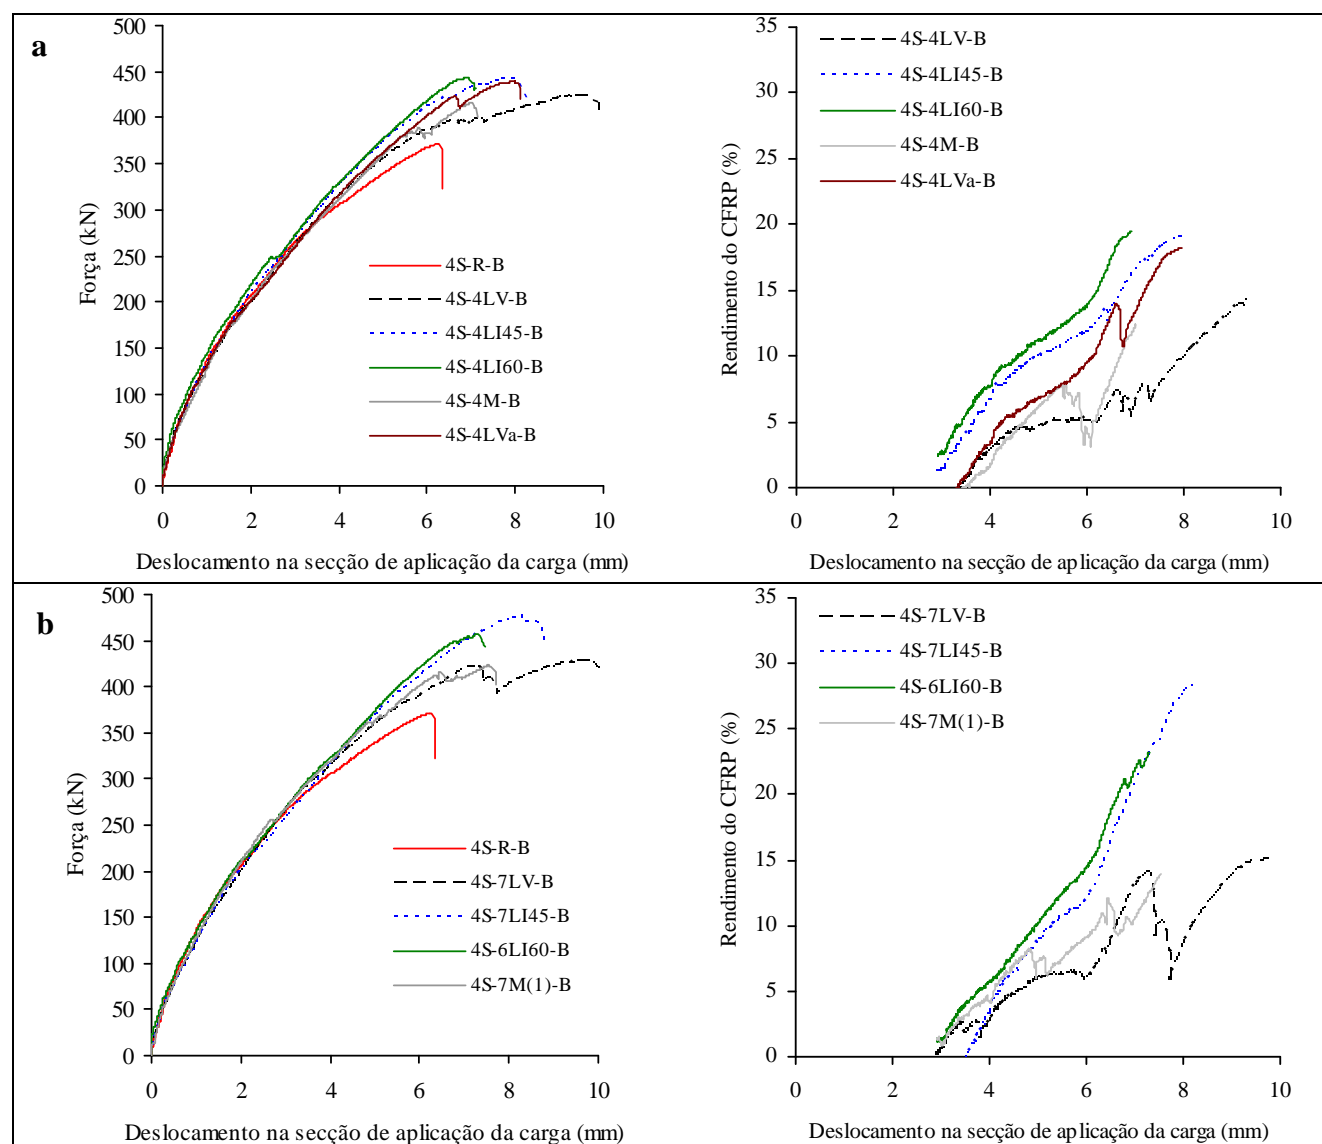 a
500
450
400
350
300
250
200
150
100
50
0
Força (kN)
4S-R-B
4S-4LV-B
4S-4LI45-B
4S-4LI60-B
4S-4M-B
4S-4LVa-B
0 2 4 6 8 10
Deslocamento na secção de aplicação da carga (mm)
35
30
25
20
15
10
5
0
Rendimento do CFRP (%)
4S-4LV-B
4S-4LI45-B
4S-4LI60-B
4S-4M-B
4S-4LVa-B
0 2 4 6 8 10
Deslocamento na secção de aplicação da carga (mm)
b
500
450
400
350
300
250
200
150
100
50
0
Força (kN)
4S-R-B
4S-7LV-B
4S-7LI45-B
4S-6LI60-B
4S-7M(1)-B
0 2 4 6 8 10
Deslocamento na secção de aplicação da carga (mm)
35
30
25
20
15
10
5
0
Rendimento do CFRP (%)
4S-7LV-B
4S-7LI45-B
4S-6LI60-B
4S-7M(1)-B
0 2 4 6 8 10
Deslocamento na secção de aplicação da carga (mm)